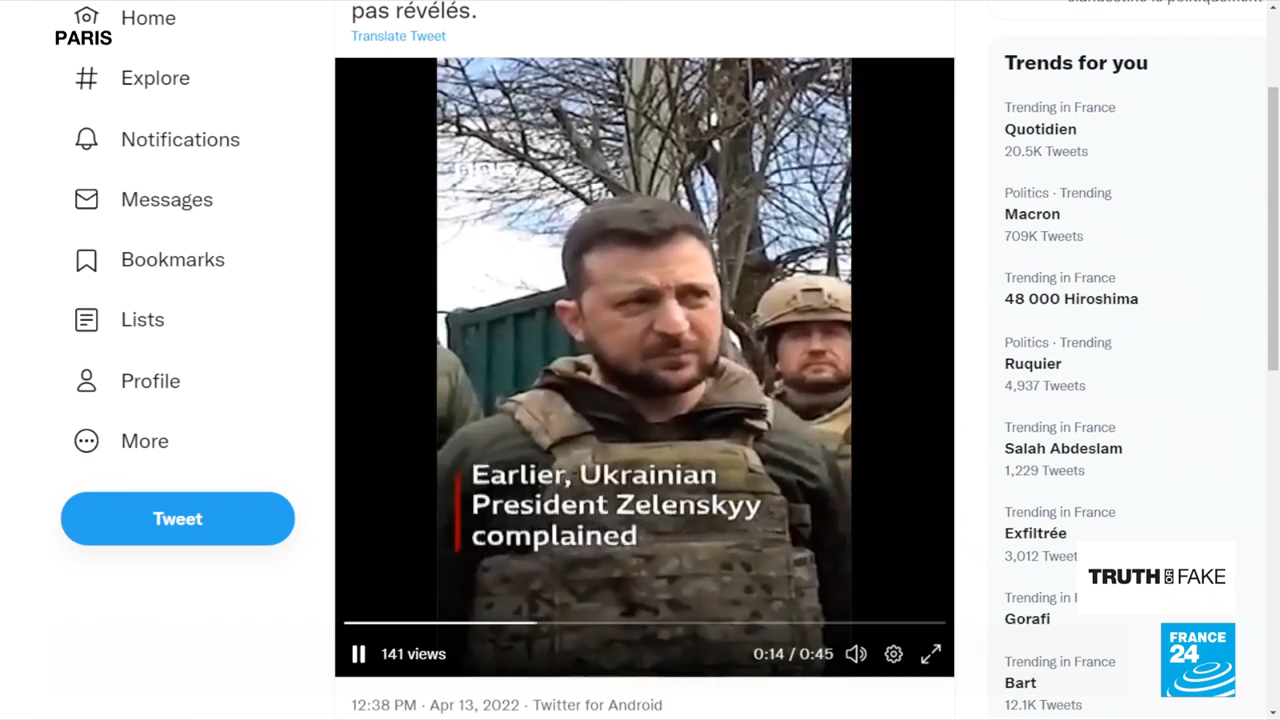 pas révélés.
Translate Tweet
Home
PARIS
Explore
Notifications
Messages
Bookmarks
Lists
Profile
More
Tweet
Earlier, Ukrainian
President Zelenskyy
complained
141 views
0:14 / 0:45
12:38 PM · Apr 13, 2022 · Twitter for Android
Trends for you
Trending in France
Quotidien
20.5K Tweets
Politics · Trending
Macron
709K Tweets
Trending in France
48 000 Hiroshima
Politics · Trending
Ruquier
4,937 Tweets
Trending in France
Salah Abdeslam
1,229 Tweets
Trending in France
Exfiltrée
3,012 Tweet
Trending in
Gorafi
Trending in France
Bart
12.1K Tweets
TRUTH OR FAKE
FRANCE
24